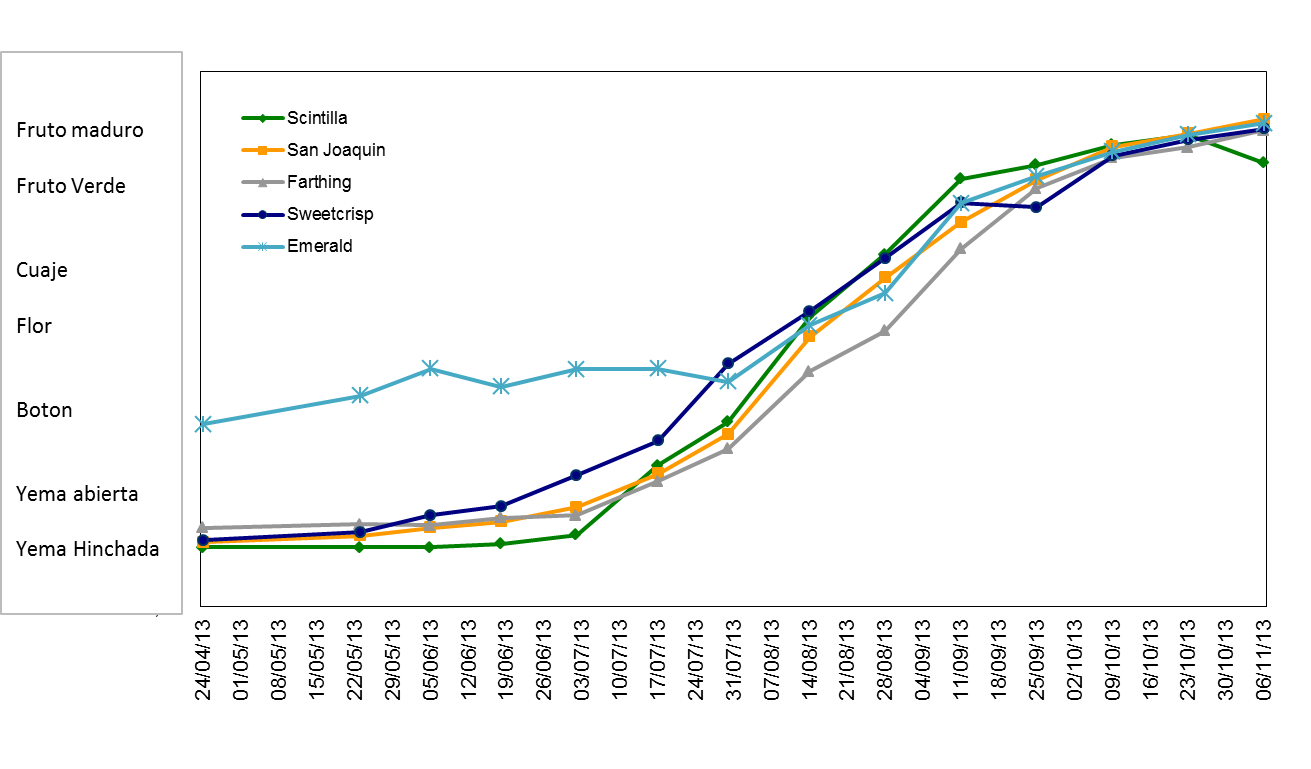 Fruto maduro
Fruto Verde
Cuaje
Flor
Boton
Yema abierta
Yema Hinchada
Scintilla
San Joaquin
Farthing
Sweetcrisp
Emerald
24/04/13
01/05/13
08/05/13
15/05/13
22/05/13
29/05/13
05/06/13
12/06/13
19/06/13
26/06/13
03/07/13
10/07/13
17/07/13
24/07/13
31/07/13
07/08/13
14/08/13
21/08/13
28/08/13
04/09/13
11/09/13
18/09/13
25/09/13
02/10/13
09/10/13
16/10/13
23/10/13
30/10/13
06/11/13